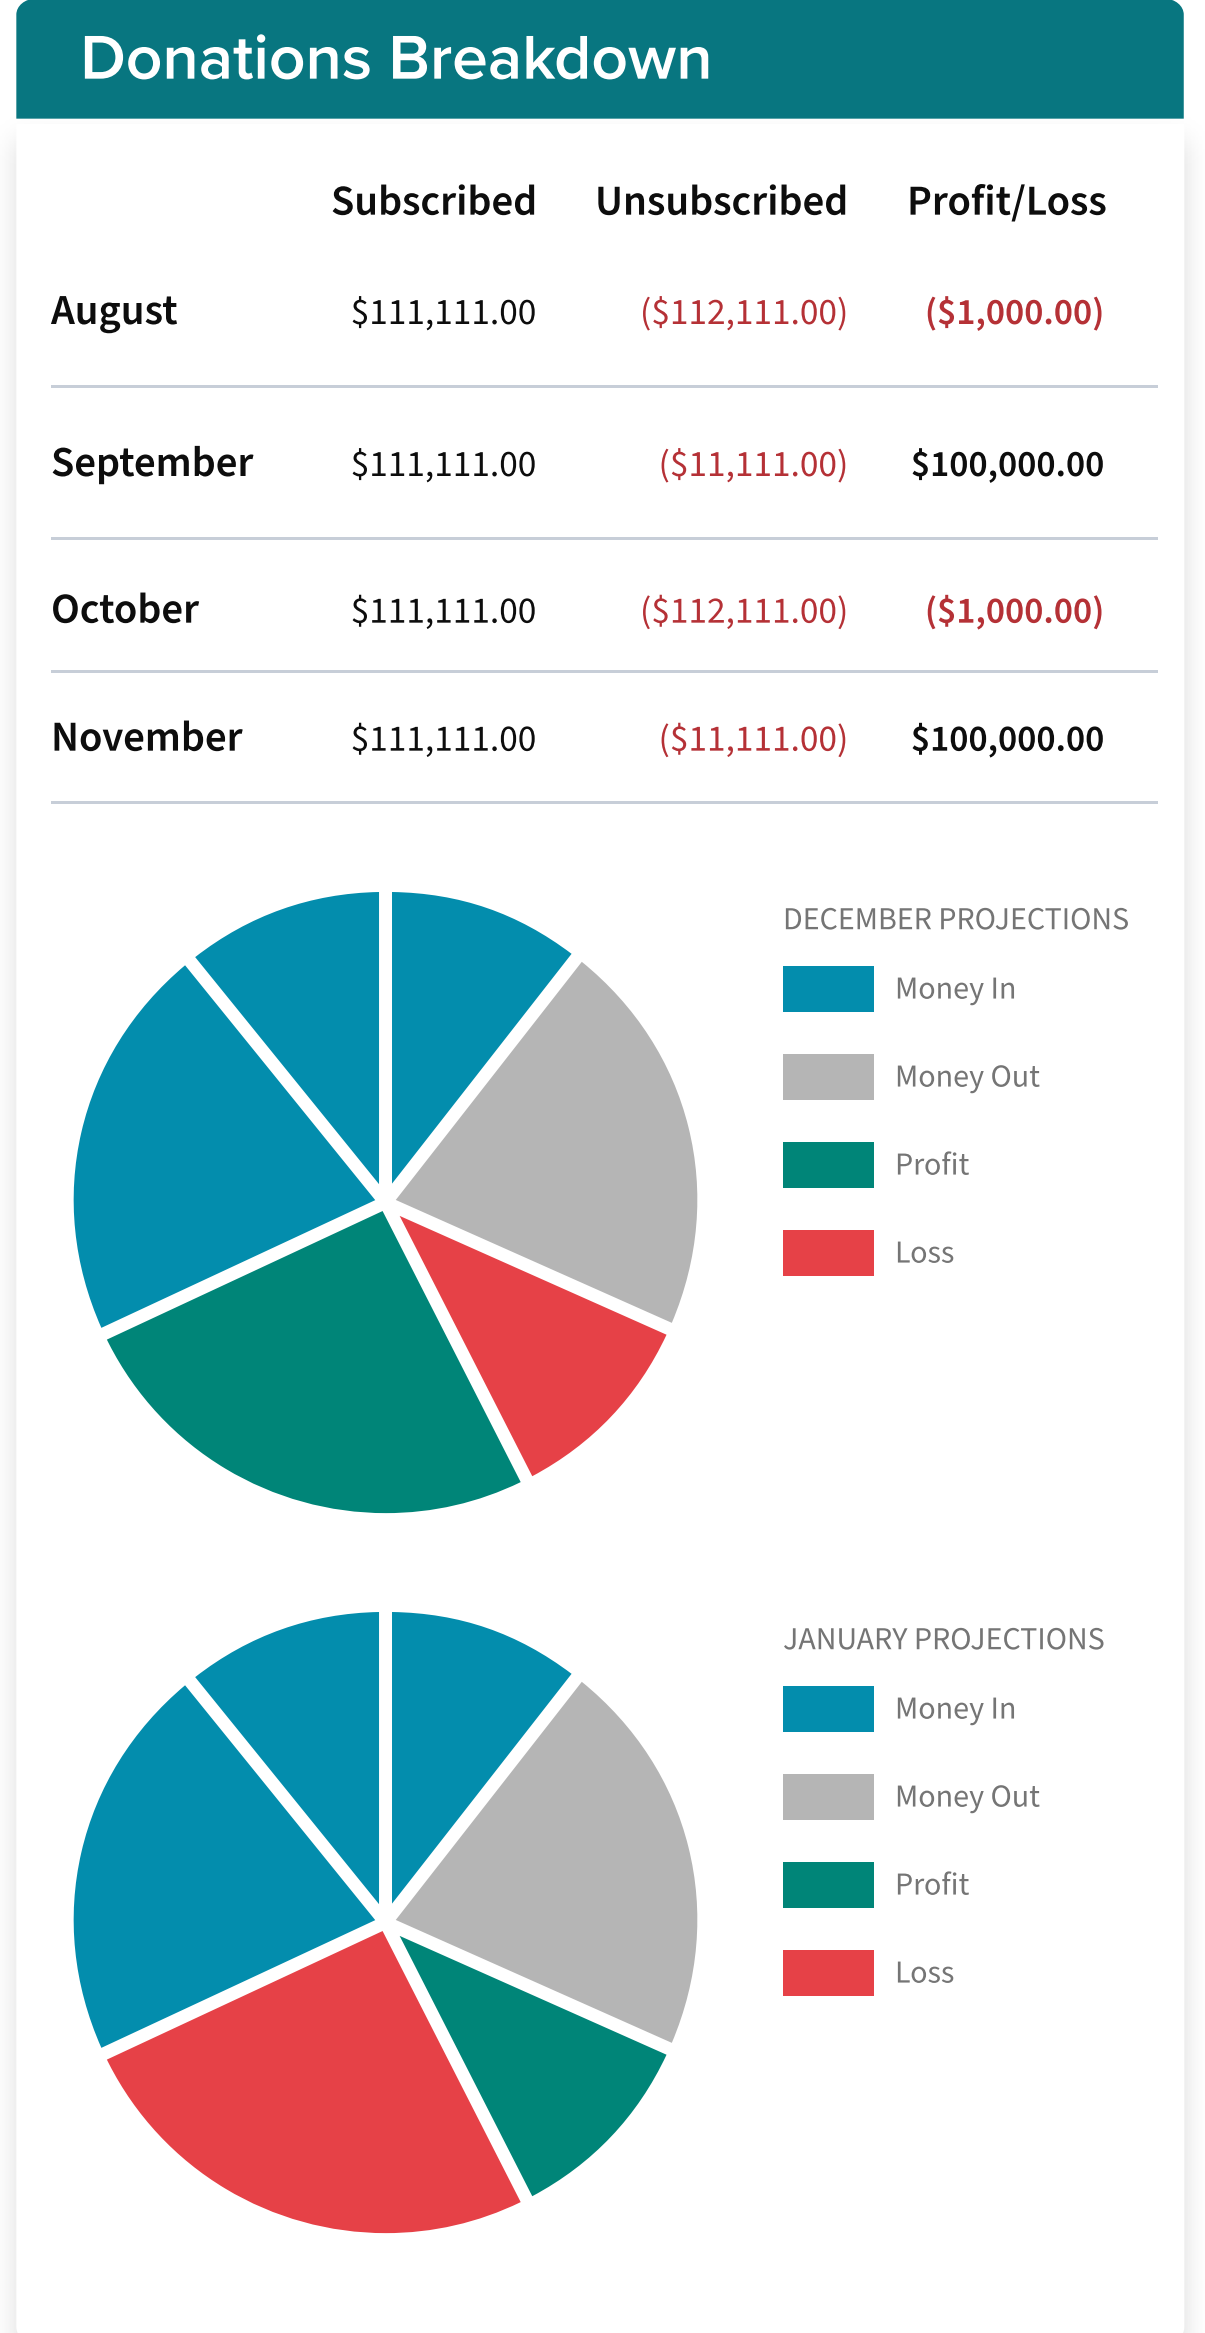 Donations Breakdown
Subscribed Unsubscribed Profit/Loss
August $111,111.00 ($112,111.00) ($1,000.00)
September $111,111.00 ($11,111.00) $100,000.00
October $111,111.00 ($112,111.00) ($1,000.00)
November $111,111.00 ($11,111.00) $100,000.00
DECEMBER PROJECTIONS
Money In
Money Out
Profit
Loss
JANUARY PROJECTIONS
Money In
Money Out
Profit
Loss